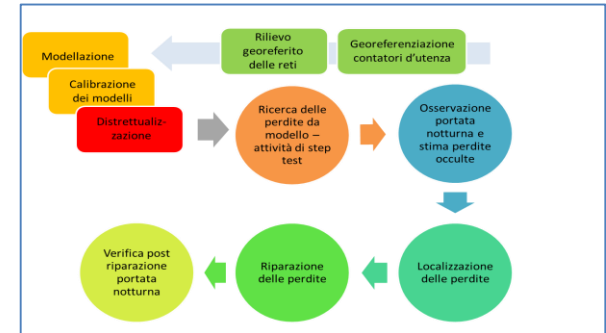 Rilievo
georeferito
delle reti
Georeferenziazione
contatori d'utenza
Modellazione
Calibrazione
dei modelli
Distrettualiz-
zazione
Ricerca delle
perdite da
modello –
attività di step
test
Osservazione
portata
notturna e
stima perdite
occulte
Verifica post
riparazione
portata
notturna
Riparazione
delle perdite
Localizzazione
delle perdite